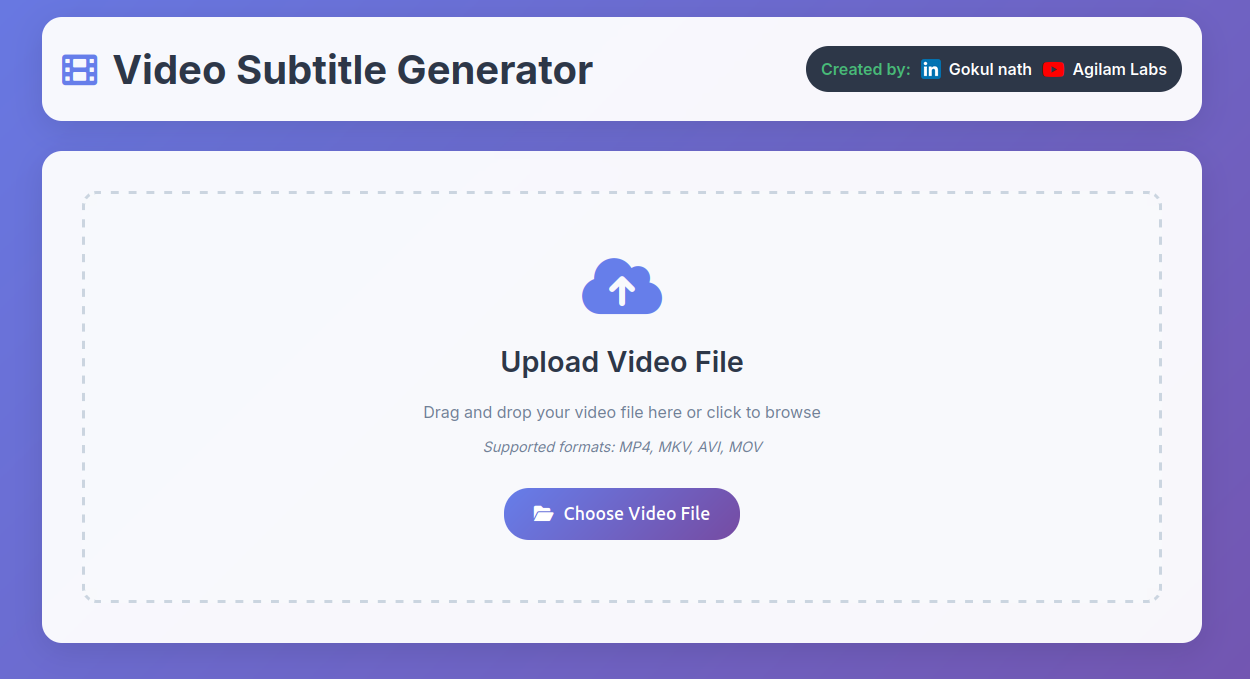 Video Subtitle Generator
Created by: in Gokul nath Agilam Labs
Upload Video File
Drag and drop your video file here or click to browse
Supported formats: MP4, MKV, AVI, MOV
Choose Video File